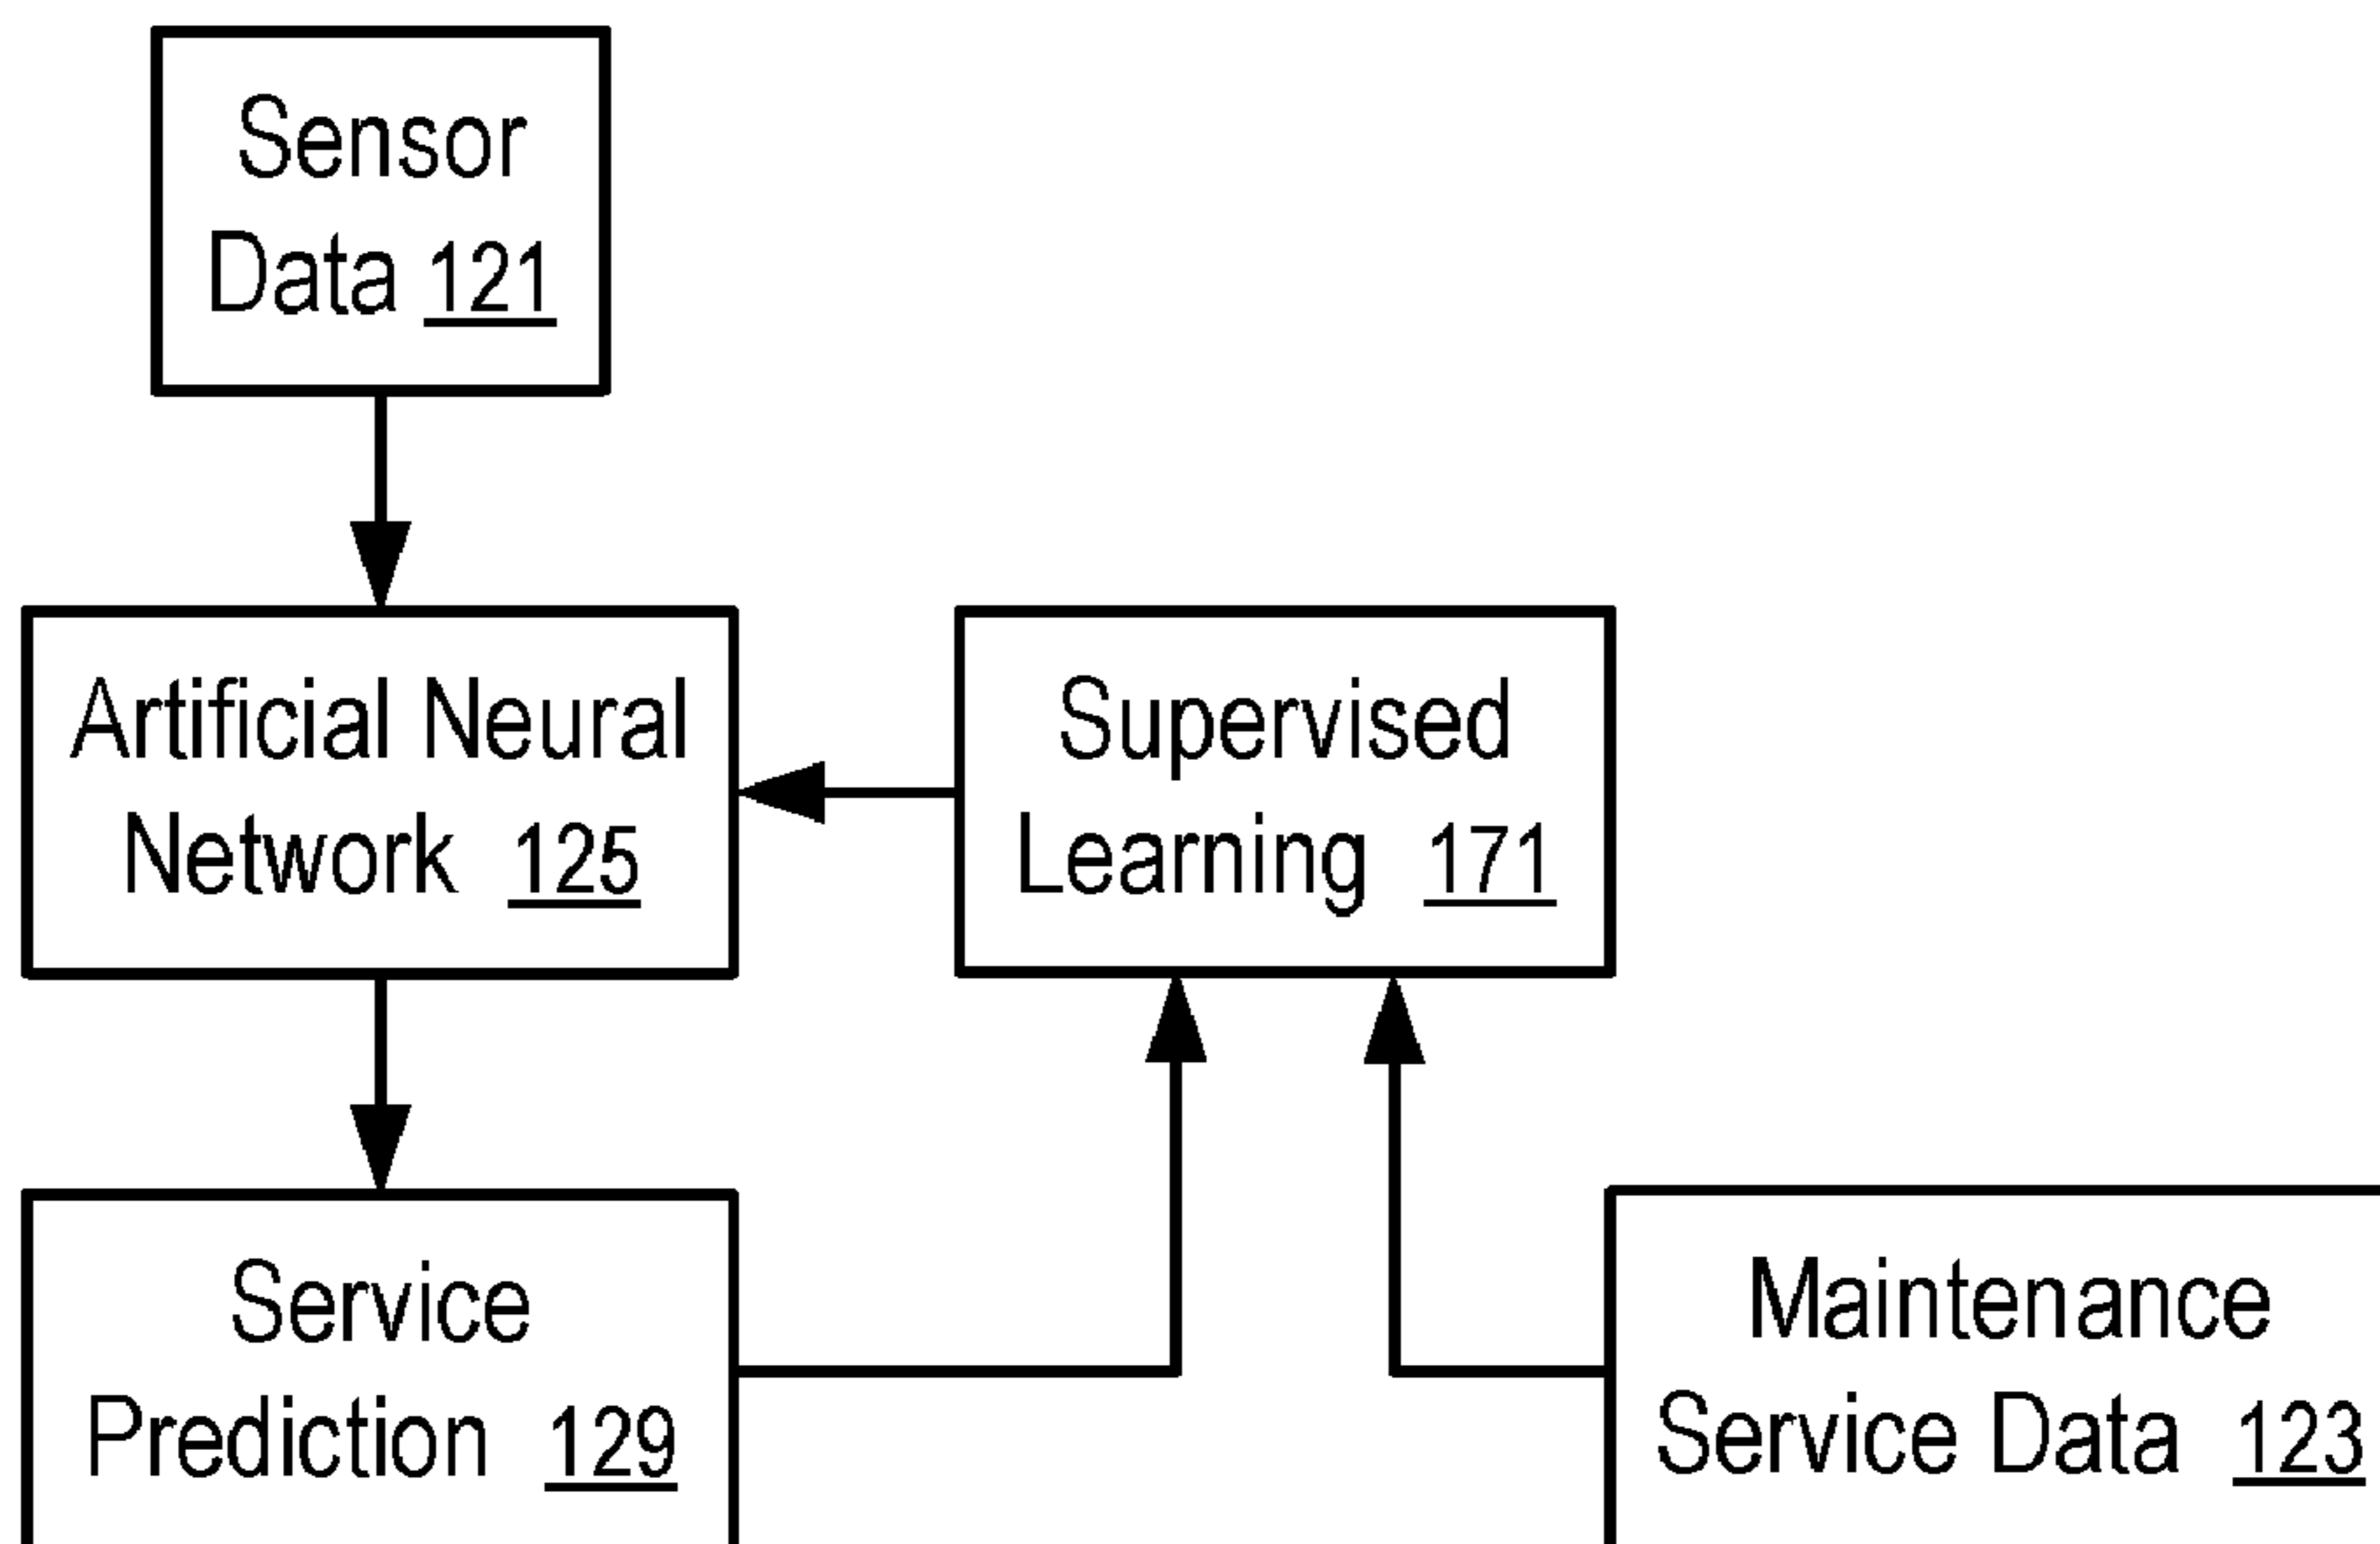 Sensor
Data 121
Artificial Neural
Network 125
Supervised
Learning 171
Service
Prediction 129
Maintenance
Service Data 123